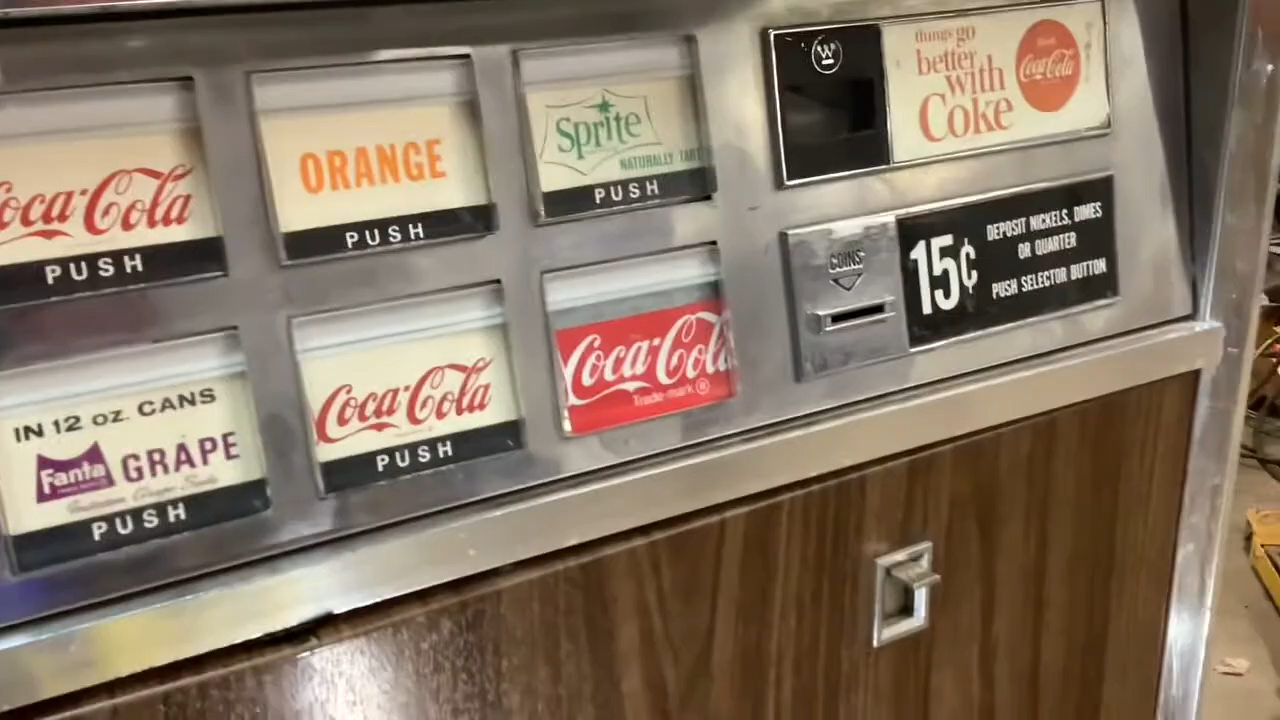 Coca-Cola
PUSH
ORANGE
PUSH
Sprite
NATURALLY TART
PUSH
W
things go
better
with
Coke
Coca-Cola
COINS
15¢
DEPOSIT NICKELS, DIMES
OR QUARTER
PUSH SELECTOR BUTTON
IN 12 oz. CANS
Fanta
GRAPE
PUSH
Coca-Cola
PUSH
Coca-Cola
Trade-mark ®